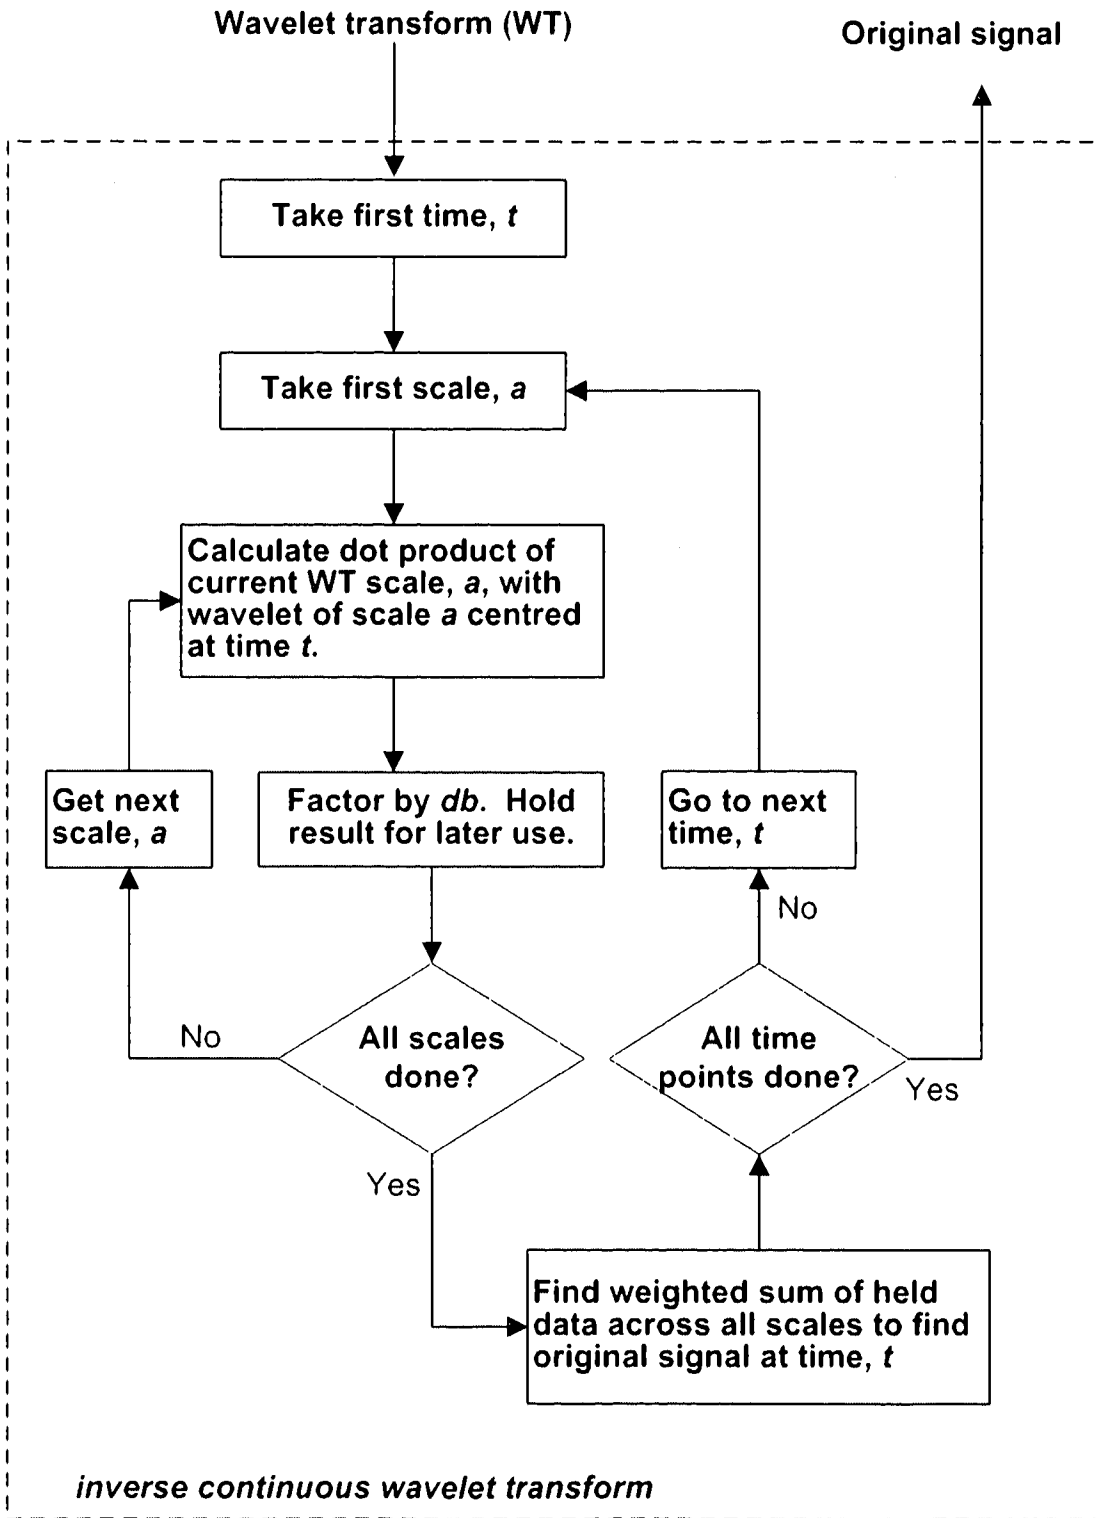 Wavelet transform (WT)
Original signal
Take first time, t
Take first scale, a
Calculate dot product of
current WT scale, a, with
wavelet of scale a centred
at time t.
Get next
scale, a
Factor by db.  Hold
result for later use.
Go to next
time, t
No
No
All scales
done?
All time
points done?
Yes
Yes
Find weighted sum of held
data across all scales to find
original signal at time, t
inverse continuous wavelet transform